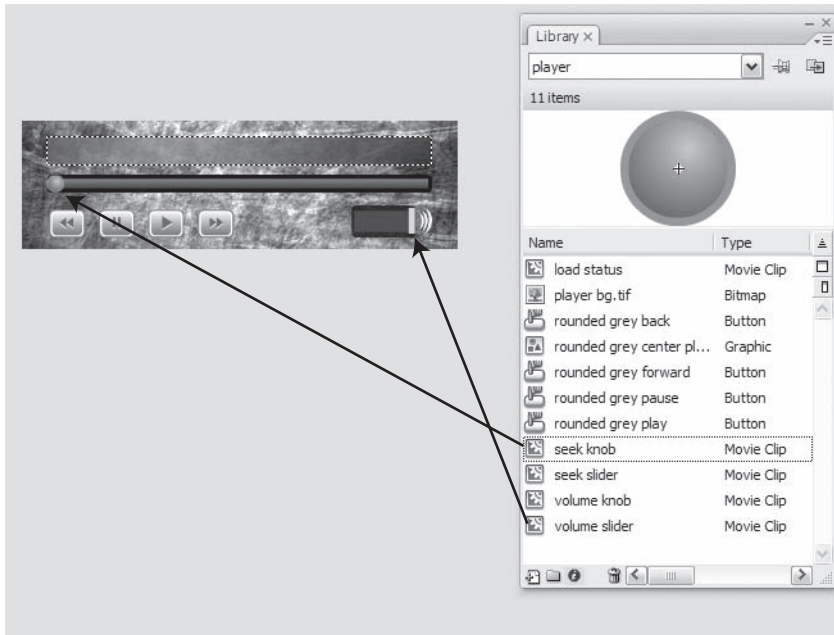 Library ×
player
11 items
Name Type
load status Movie Clip
player bg.tif Bitmap
rounded grey back Button
rounded grey center pl... Graphic
rounded grey forward Button
rounded grey pause Button
rounded grey play Button
seek knob Movie Clip
seek slider Movie Clip
volume knob Movie Clip
volume slider Movie Clip